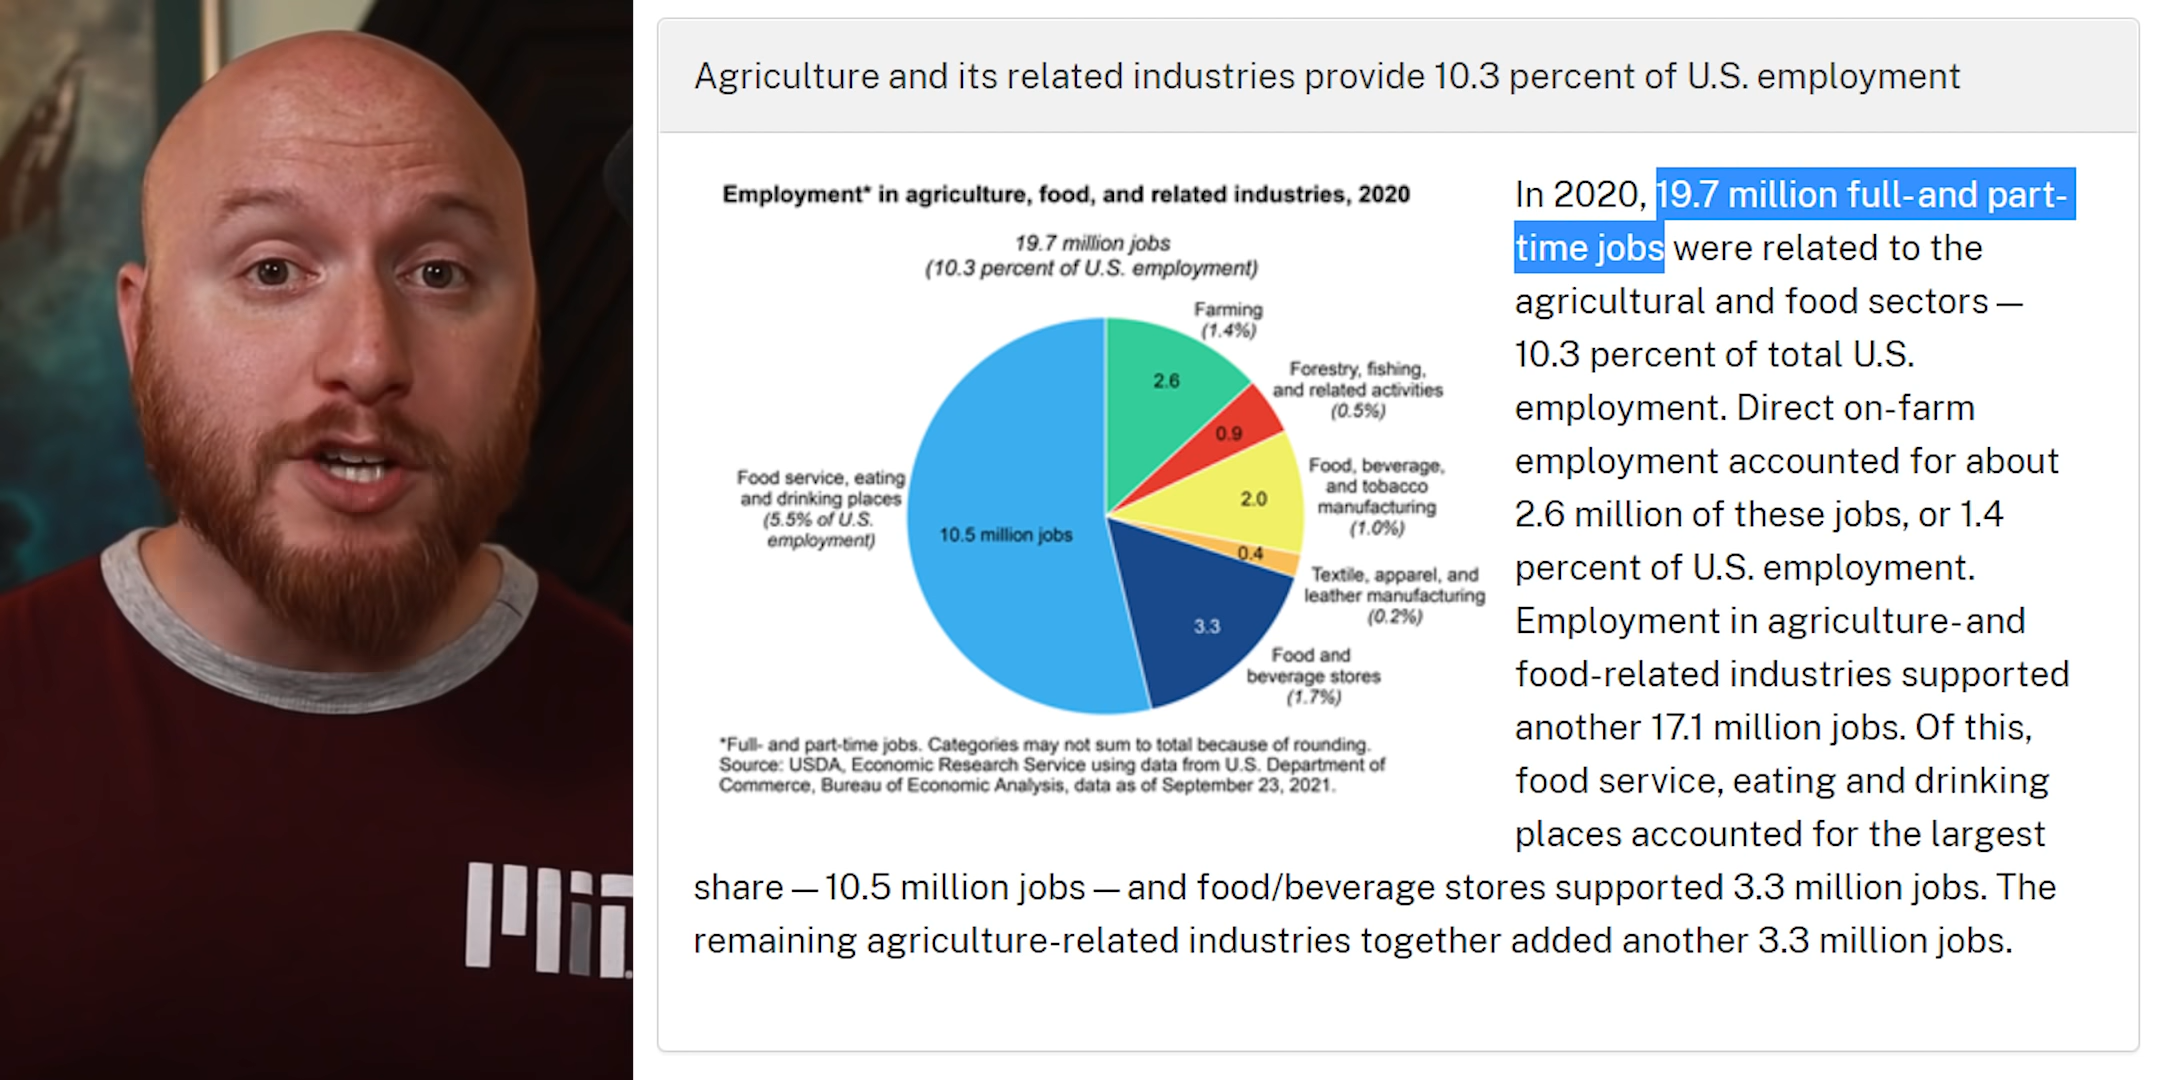 MiT
Agriculture and its related industries provide 10.3 percent of U.S. employment
Employment* in agriculture, food, and related industries, 2020
19.7 million jobs
(10.3 percent of U.S. employment)
Farming
(1.4%)
2.6
Forestry, fishing,
and related activities
(0.5%)
0.9
Food, beverage,
and tobacco
manufacturing
(1.0%)
2.0
0.4
Textile, apparel, and
leather manufacturing
(0.2%)
3.3
Food and
beverage stores
(1.7%)
Food service, eating
and drinking places
(5.5% of U.S.
employment)
10.5 million jobs
*Full- and part-time jobs. Categories may not sum to total because of rounding.
Source: USDA, Economic Research Service using data from U.S. Department of
Commerce, Bureau of Economic Analysis, data as of September 23, 2021.
In 2020, 19.7 million full-and part-
time jobs were related to the
agricultural and food sectors —
10.3 percent of total U.S.
employment. Direct on-farm
employment accounted for about
2.6 million of these jobs, or 1.4
percent of U.S. employment.
Employment in agriculture-and
food-related industries supported
another 17.1 million jobs. Of this,
food service, eating and drinking
places accounted for the largest
share — 10.5 million jobs — and food/beverage stores supported 3.3 million jobs. The
remaining agriculture-related industries together added another 3.3 million jobs.